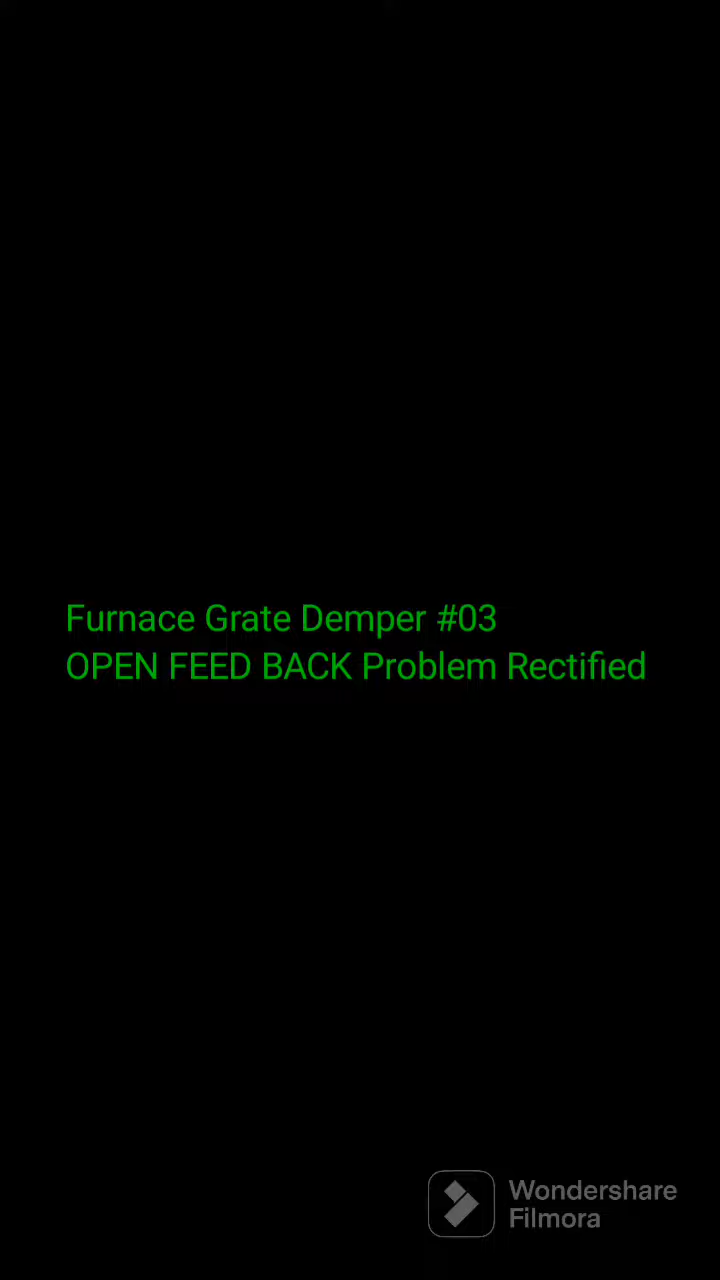 Furnace Grate Demper #03
OPEN FEED BACK Problem Rectified
Wondershare
Filmora